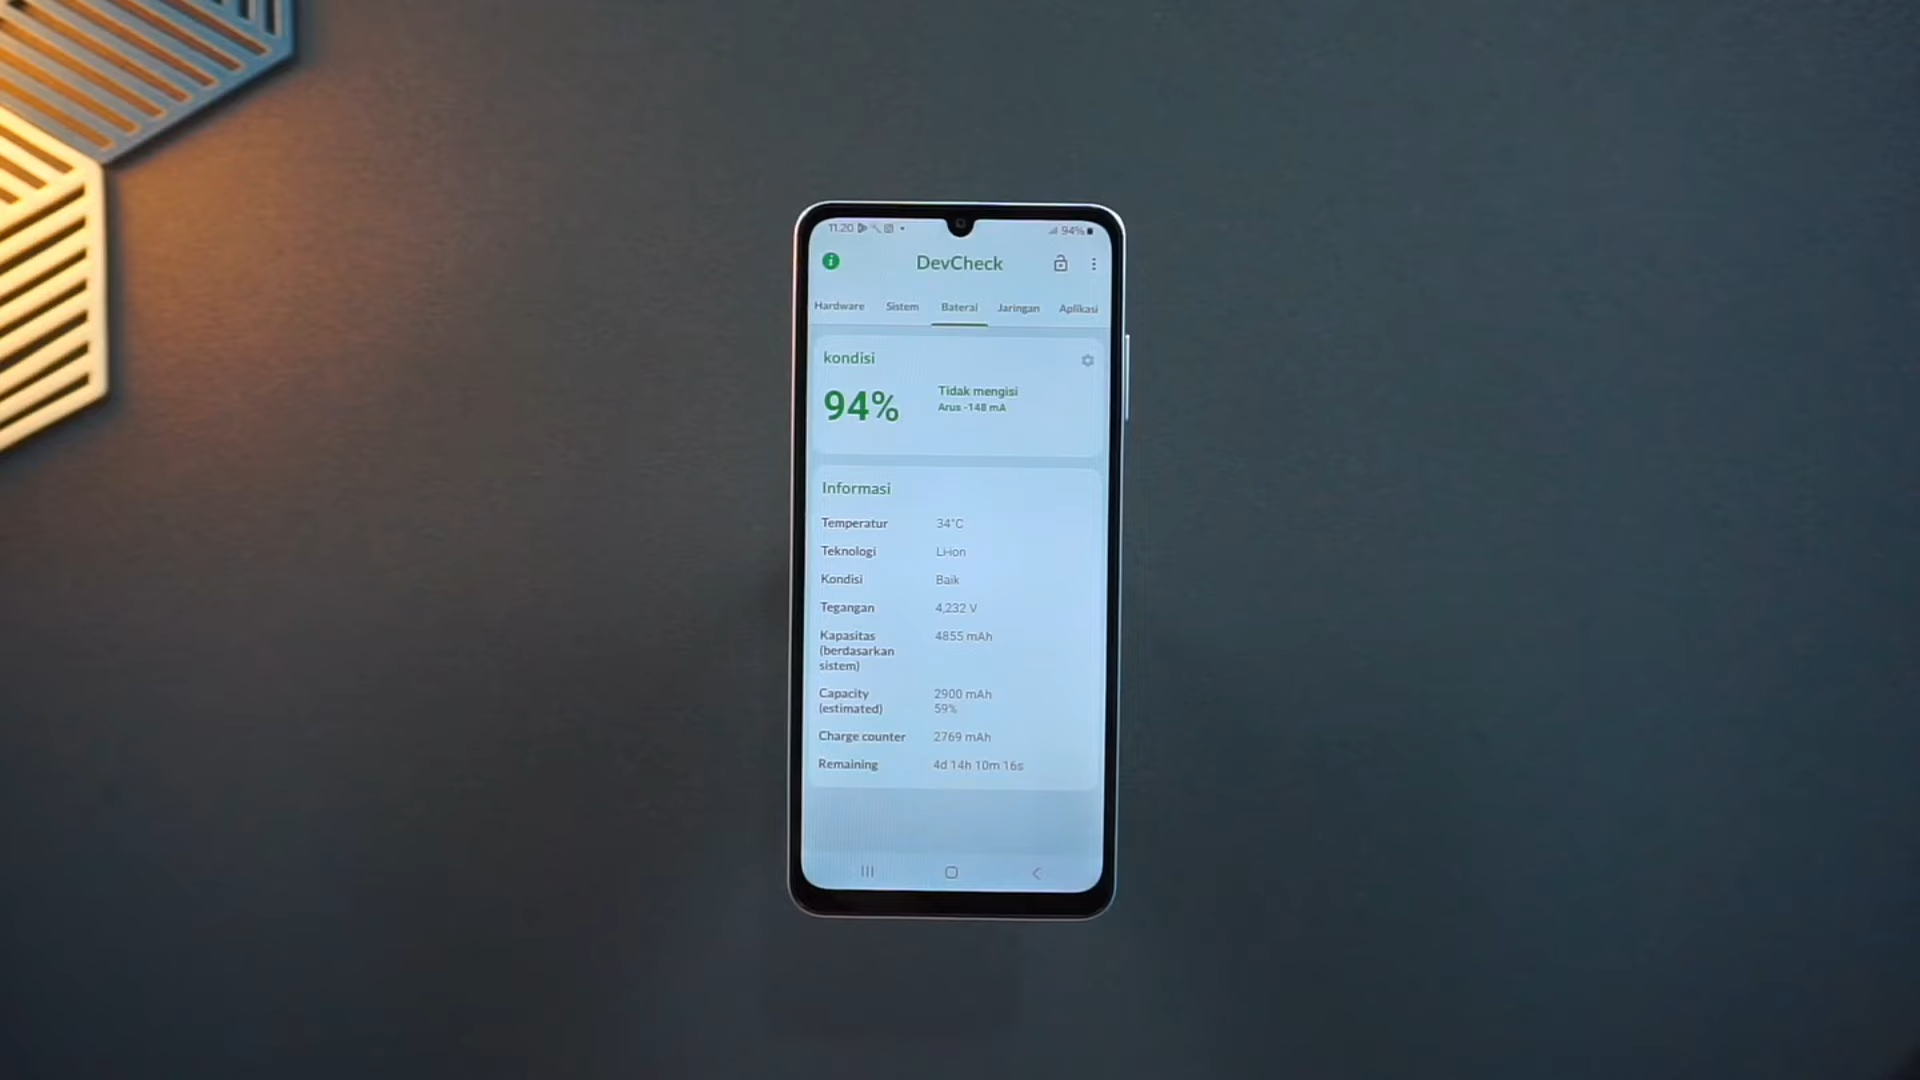 11.20 94%
DevCheck
Hardware Sistem Baterai Jaringan Aplikasi
kondisi
94% Tidak mengisi
Arus -148 mA
Informasi
Temperatur 34°C
Teknologi Li-ion
Kondisi Baik
Tegangan 4,232 V
Kapasitas 4855 mAh
(berdasarkan
sistem)
Capacity 2900 mAh
(estimated) 59%
Charge counter 2769 mAh
Remaining 4d 14h 10m 16s